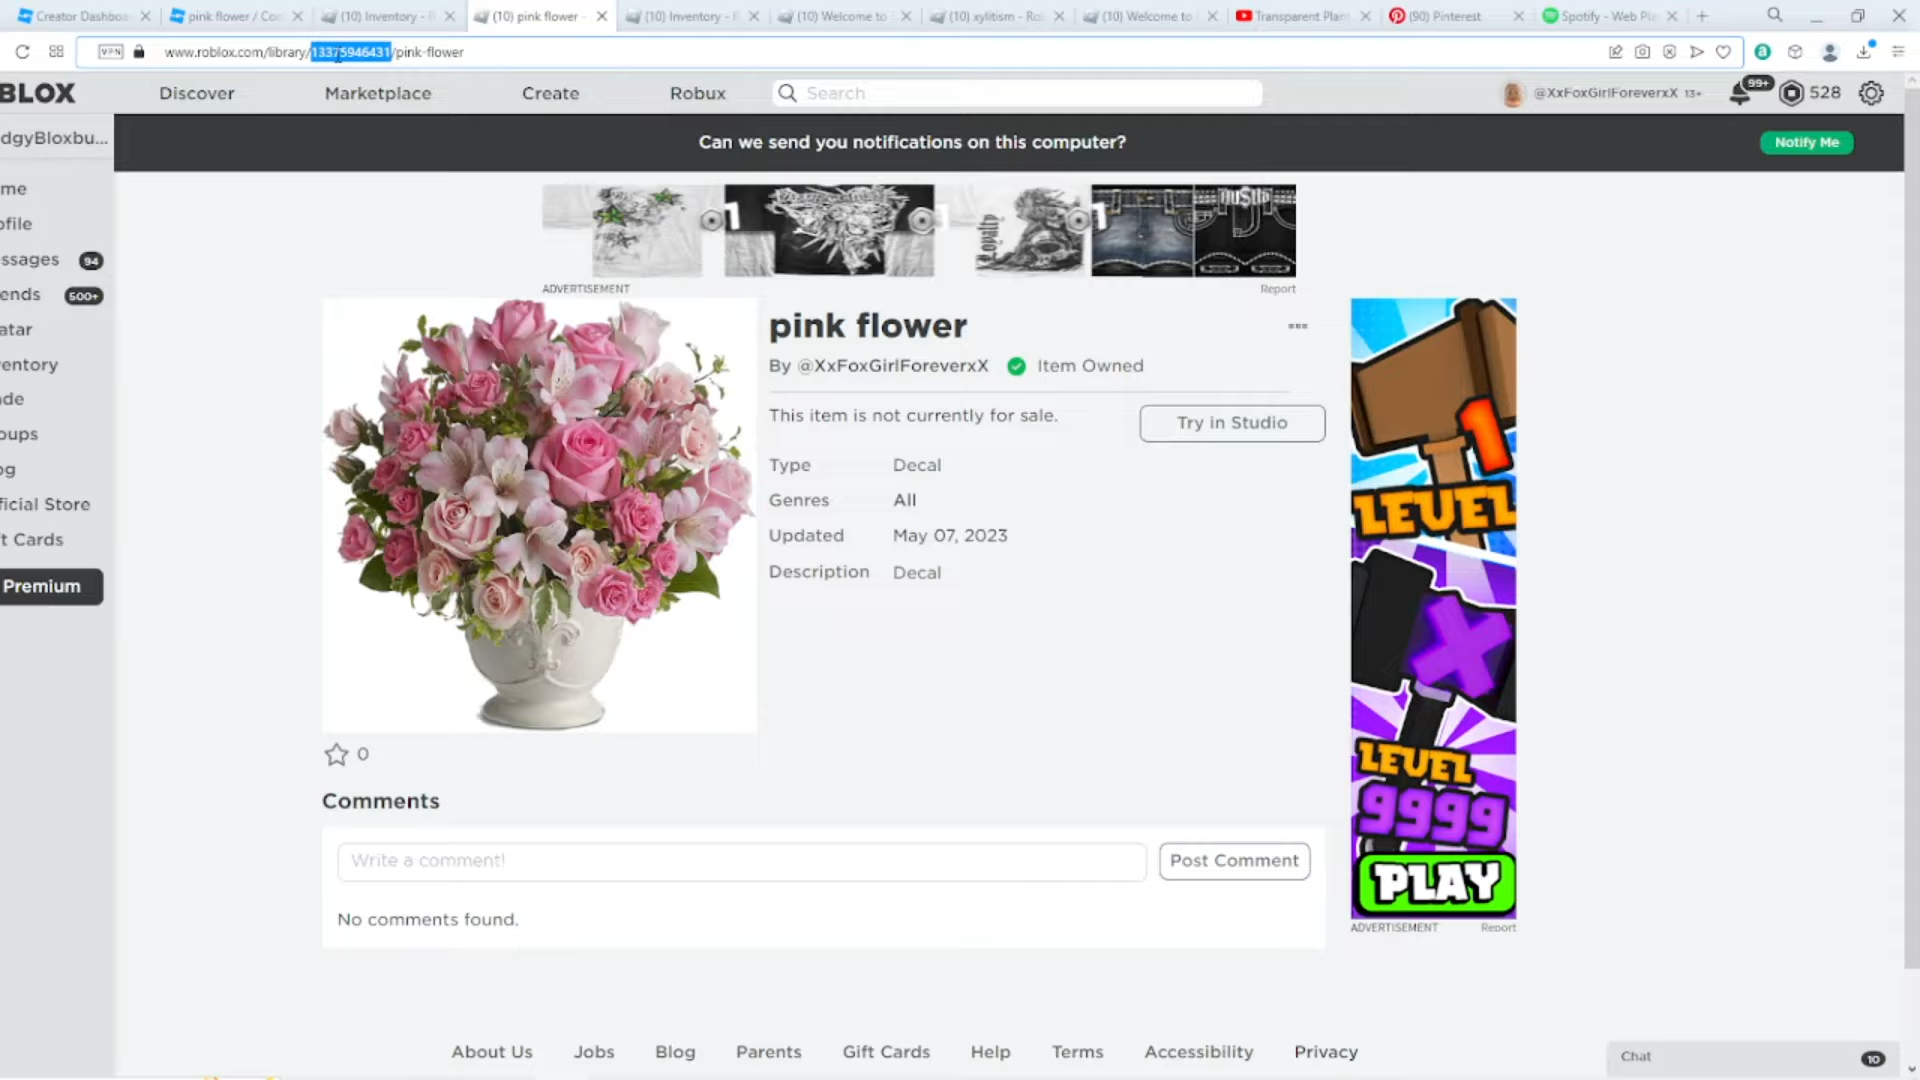 Creator Dashboa
pink flower / Co
(10) Inventory - R
(10) pink flower -
(10) Inventory - R
(10) Welcome to
(10) xylitism - Ro
(10) Welcome to
Transparent Plan
(90) Pinterest
Spotify - Web Pl
VPN
www.roblox.com/library/13375946431/pink-flower
BLOX
Discover
Marketplace
Create
Robux
Search
@XxFoxGirlForeverxX 13+
99+
528
dgyBloxbu...
Can we send you notifications on this computer?
Notify Me
me
ofile
ssages 94
ends 500+
atar
ventory
ade
oups
og
ficial Store
ft Cards
Premium
Loyalty
ADVERTISEMENT
Report
pink flower
By @XxFoxGirlForeverxX
Item Owned
This item is not currently for sale.
Try in Studio
Type Decal
Genres All
Updated May 07, 2023
Description Decal
0
Comments
Write a comment!
Post Comment
No comments found.
1
LEVEL
LEVEL
9999
PLAY
ADVERTISEMENT
Report
About Us
Jobs
Blog
Parents
Gift Cards
Help
Terms
Accessibility
Privacy
Chat
10